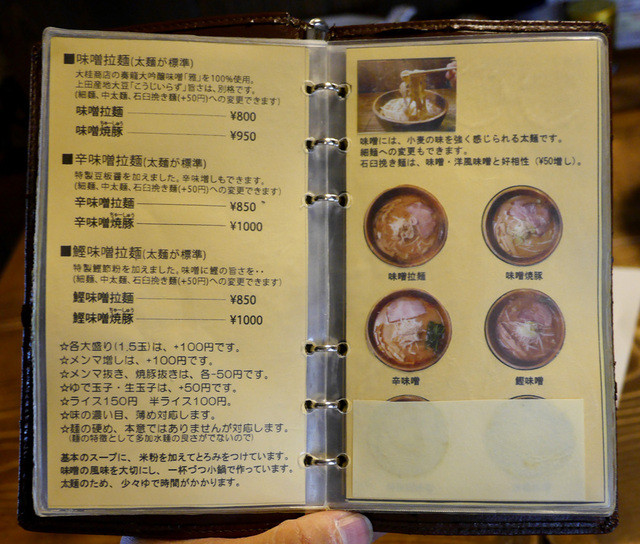 ■味噌拉麺(太麺が標準)
大桂商店の奏龍大吟醸味噌「雅」を100%使用。
上田産地大豆「こうじいらず」旨さは、別格です。
(細麺、中太麺、石臼挽き麺(+50円)への変更できます)
味噌拉麺 ¥800
ちゃーしゅう
味噌焼豚 ¥950
■辛味噌拉麺(太麺が標準)
特製豆板醤を加えました。辛味増しもできます。
(細麺、中太麺、石臼挽き麺(+50円)への変更できます)
辛味噌拉麺 ¥850
ちゃーしゅう
辛味噌焼豚 ¥1000
■鰹味噌拉麺(太麺が標準)
特製鰹節粉を加えました。味噌に鰹の旨さを・・
(細麺、中太麺、石臼挽き麺(+50円)への変更できます)
鰹味噌拉麺 ¥850
ちゃーしゅう
鰹味噌焼豚 ¥1000
☆各大盛り(1,5玉)は、+100円です。
☆メンマ増しは、+100円です。
☆メンマ抜き、焼豚抜きは、各-50円です。
☆ゆで玉子・生玉子は、+50円です。
☆ライス150円 半ライス100円。
☆味の濃い目、薄め対応します。
☆麺の硬め、本意ではありませんが対応します。
(麺の特徴として多加水麺の良さがでないので)
基本のスープに、米粉を加えてとろみをつけています。
味噌の風味を大切にし、一杯づつ小鍋で作っています。
太麺のため、少々ゆで時間がかかります。
味噌には、小麦の味を強く感じられる太麺です。
細麺への変更もできます。
石臼挽き麺は、味噌・洋風味噌と好相性(¥50増し)。
味噌拉麺
味噌焼豚
辛味噌
鰹味噌